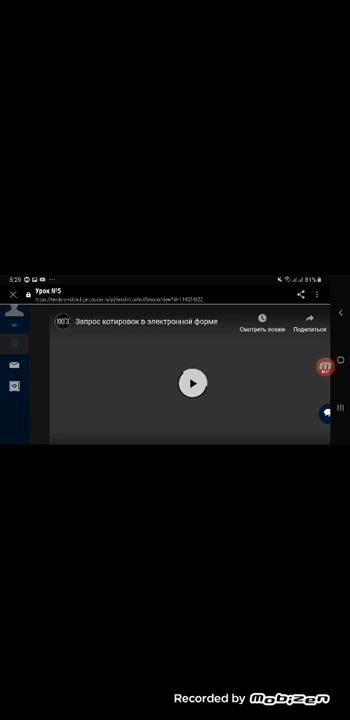 5:29
81%
Урок №5
Запрос котировок в электронной форме
Смотреть позже
Поделиться
Recorded by MOBIZEN